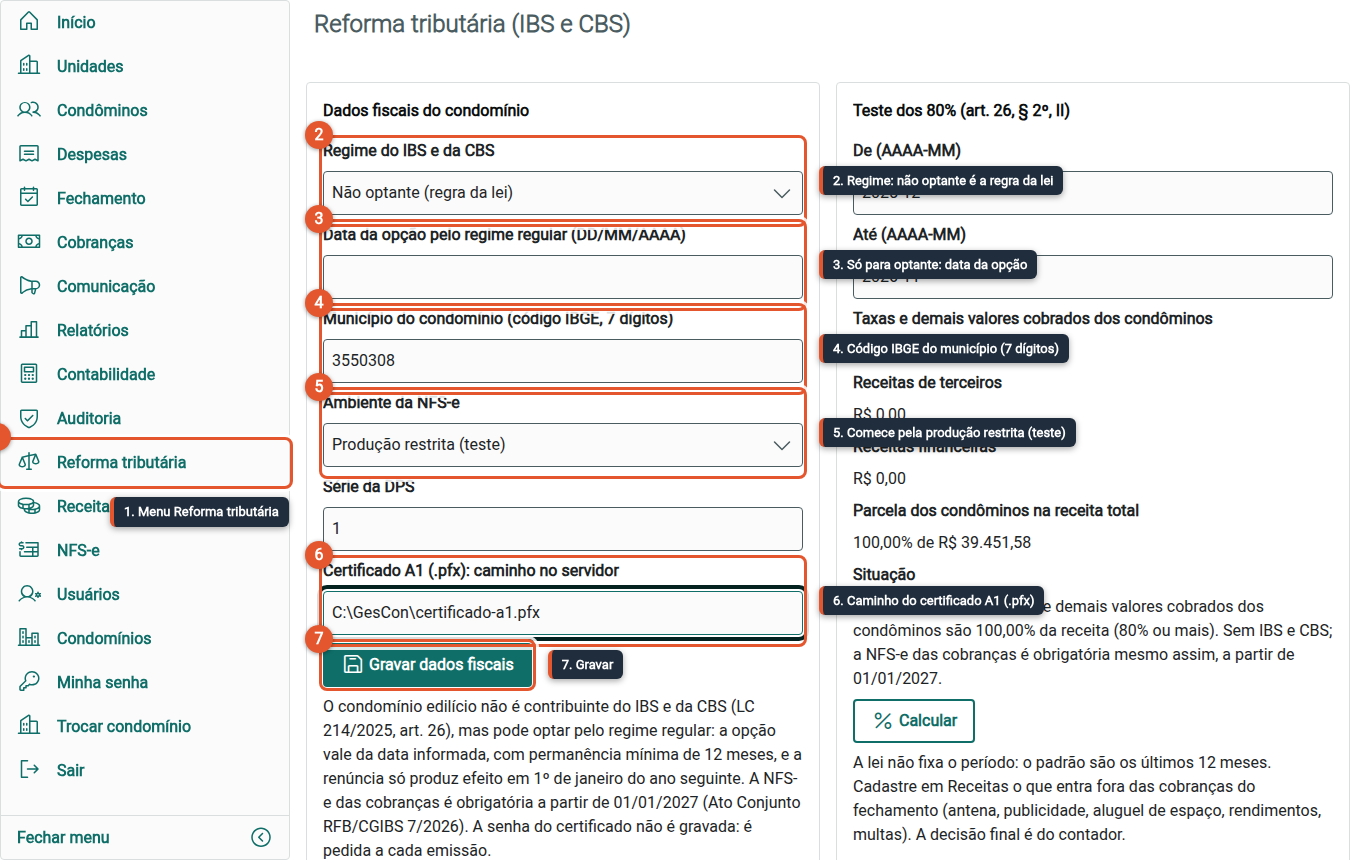 Início
Unidades
Condôminos
Despesas
Fechamento
Cobranças
Comunicação
Relatórios
Contabilidade
Auditoria
Reforma tributária
Receita
1. Menu Reforma tributária
NFS-e
Usuários
Condomínios
Minha senha
Trocar condomínio
Sair
Fechar menu
Reforma tributária (IBS e CBS)
Dados fiscais do condomínio
2
Regime do IBS e da CBS
Não optante (regra da lei)
2. Regime: não optante é a regra da lei
3
Data da opção pelo regime regular (DD/MM/AAAA)
3. Só para optante: data da opção
4
Município do condomínio (código IBGE, 7 dígitos)
3550308
4. Código IBGE do município (7 dígitos)
5
Ambiente da NFS-e
Produção restrita (teste)
5. Comece pela produção restrita (teste)
Série da DPS
1
6
Certificado A1 (.pfx): caminho no servidor
C:\GesCon\certificado-a1.pfx
6. Caminho do certificado A1 (.pfx)
7
Gravar dados fiscais
7. Gravar
O condomínio edilício não é contribuinte do IBS e da CBS (LC
214/2025, art. 26), mas pode optar pelo regime regular: a opção
vale da data informada, com permanência mínima de 12 meses, e a
renúncia só produz efeito em 1º de janeiro do ano seguinte. A NFS-
e das cobranças é obrigatória a partir de 01/01/2027 (Ato Conjunto
RFB/CGIBS 7/2026). A senha do certificado não é gravada: é
pedida a cada emissão.
Teste dos 80% (art. 26, § 2º, II)
De (AAAA-MM)
Até (AAAA-MM)
Taxas e demais valores cobrados dos condôminos
Receitas de terceiros
R$ 0,00
Receitas financeiras
R$ 0,00
Parcela dos condôminos na receita total
100,00% de R$ 39.451,58
Situação
e demais valores cobrados dos
condôminos são 100,00% da receita (80% ou mais). Sem IBS e CBS;
a NFS-e das cobranças é obrigatória mesmo assim, a partir de
01/01/2027.
Calcular
A lei não fixa o período: o padrão são os últimos 12 meses.
Cadastre em Receitas o que entra fora das cobranças do
fechamento (antena, publicidade, aluguel de espaço, rendimentos,
multas). A decisão final é do contador.